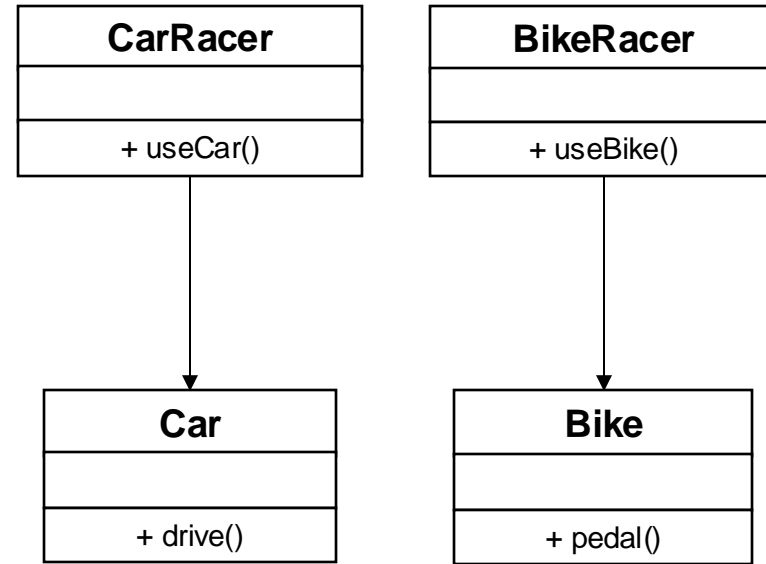 CarRacer
+ useCar()
BikeRacer
+ useBike()
Car
+ drive()
Bike
+ pedal()